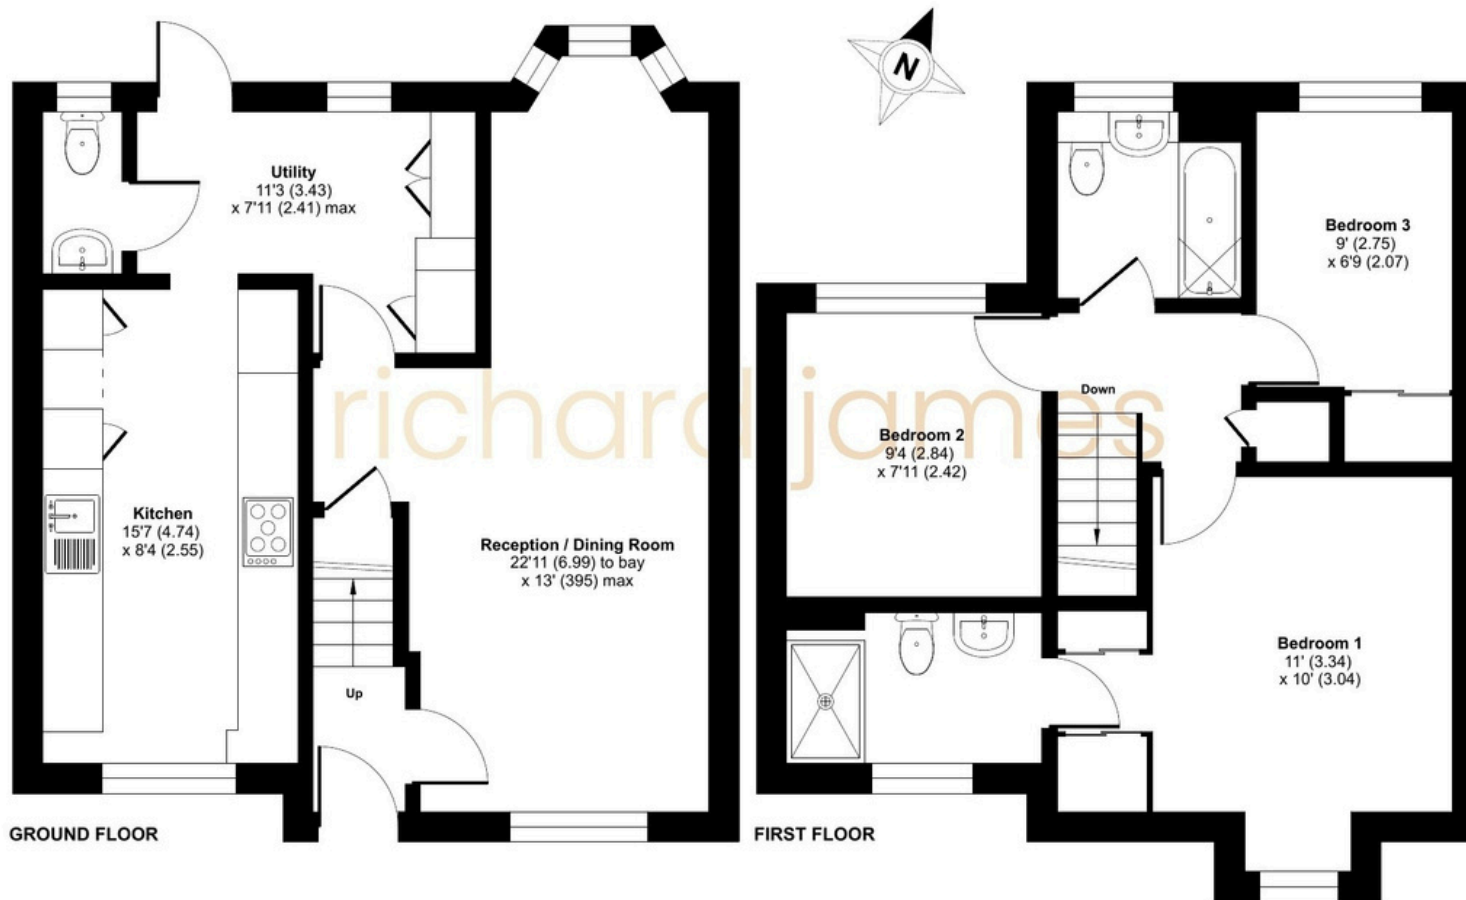 N
Utility
11'3 (3.43)
x 7'11 (2.41) max
Kitchen
15'7 (4.74)
x 8'4 (2.55)
Reception / Dining Room
22'11 (6.99) to bay
x 13' (395) max
Up
GROUND FLOOR
richard james
Bedroom 3
9' (2.75)
x 6'9 (2.07)
Down
Bedroom 2
9'4 (2.84)
x 7'11 (2.42)
Bedroom 1
11' (3.34)
x 10' (3.04)
FIRST FLOOR